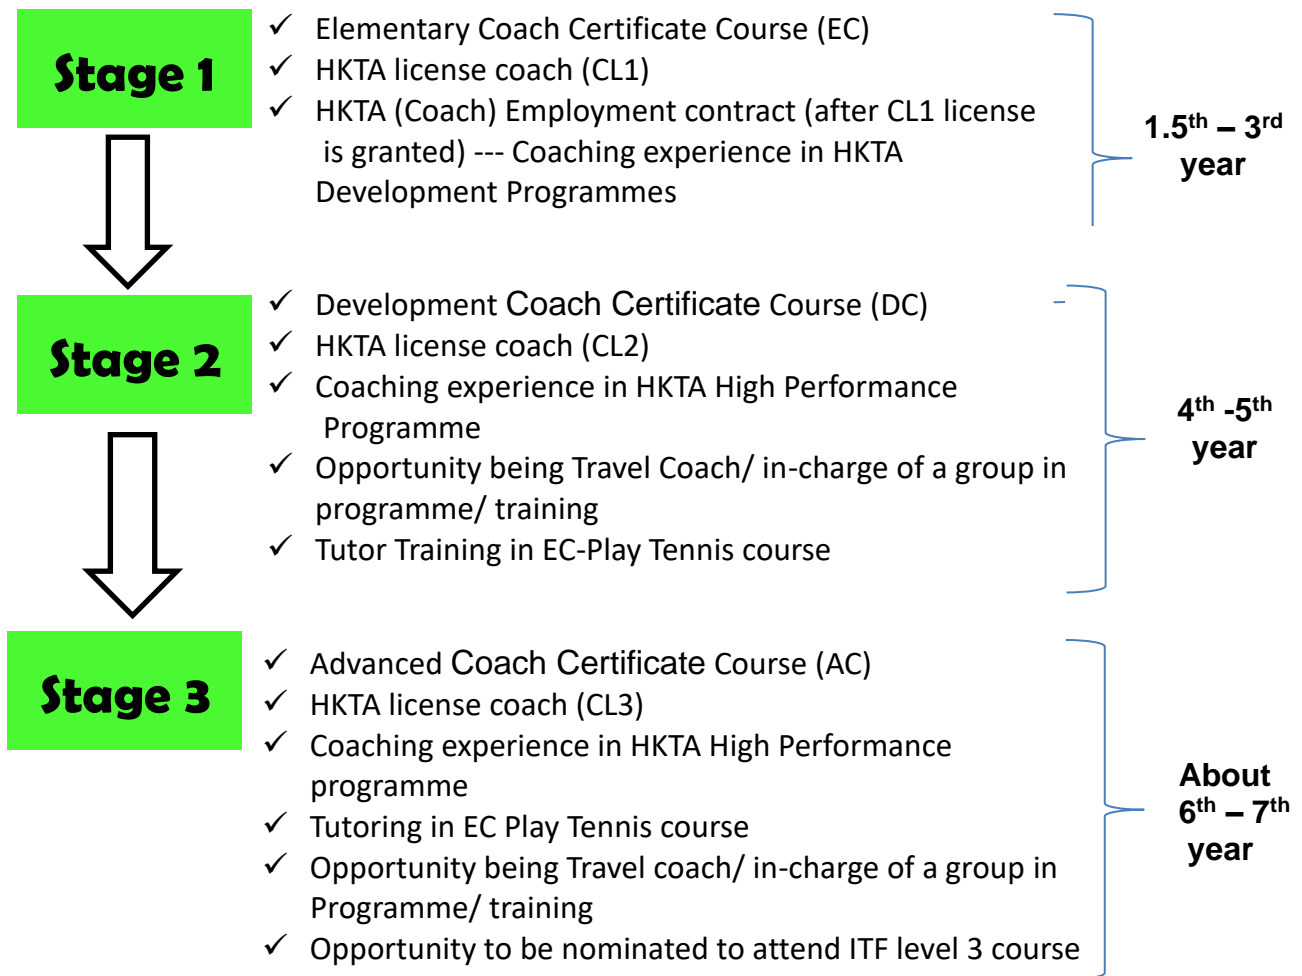 Stage 1
✓ Elementary Coach Certificate Course (EC)
✓ HKTA license coach (CL1)
✓ HKTA (Coach) Employment contract (after CL1 license
is granted) --- Coaching experience in HKTA
Development Programmes
1.5th – 3rd
year
Stage 2
✓ Development Coach Certificate Course (DC)
✓ HKTA license coach (CL2)
✓ Coaching experience in HKTA High Performance
Programme
✓ Opportunity being Travel Coach/ in-charge of a group in
programme/ training
✓ Tutor Training in EC-Play Tennis course
4th -5th
year
Stage 3
✓ Advanced Coach Certificate Course (AC)
✓ HKTA license coach (CL3)
✓ Coaching experience in HKTA High Performance
programme
✓ Tutoring in EC Play Tennis course
✓ Opportunity being Travel coach/ in-charge of a group in
Programme/ training
✓ Opportunity to be nominated to attend ITF level 3 course
About
6th – 7th
year